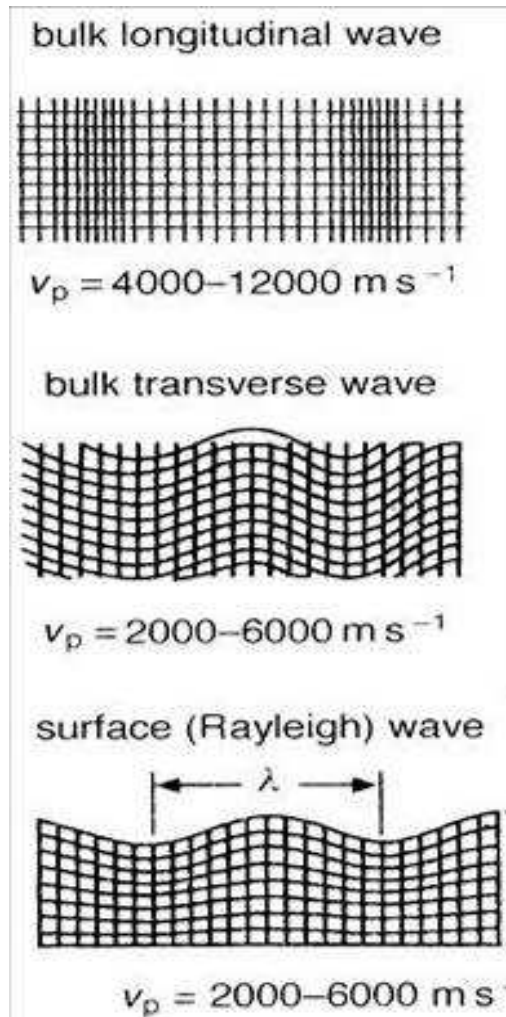 bulk longitudinal wave
vₚ = 4000–12000 m s⁻¹
bulk transverse wave
vₚ = 2000–6000 m s⁻¹
surface (Rayleigh) wave
λ
vₚ = 2000–6000 m s